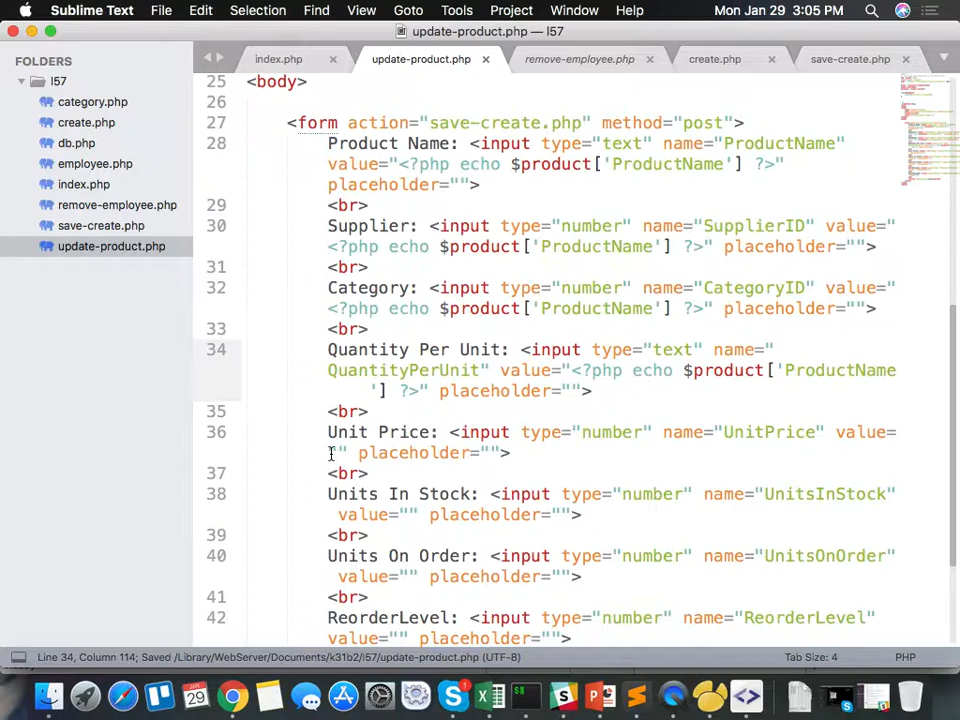 Sublime Text File Edit Selection Find View Goto Tools Project Window Help Mon Jan 29 3:05 PM
update-product.php — l57
FOLDERS
l57
category.php
create.php
db.php
employee.php
index.php
remove-employee.php
save-create.php
update-product.php
index.php update-product.php remove-employee.php create.php save-create.php
25 <body>
26
27 <form action="save-create.php" method="post">
28 Product Name: <input type="text" name="ProductName"
value="<?php echo $product['ProductName'] ?>"
placeholder="">
29 <br>
30 Supplier: <input type="number" name="SupplierID" value="
<?php echo $product['ProductName'] ?>" placeholder="">
31 <br>
32 Category: <input type="number" name="CategoryID" value="
<?php echo $product['ProductName'] ?>" placeholder="">
33 <br>
34 Quantity Per Unit: <input type="text" name="
QuantityPerUnit" value="<?php echo $product['ProductName
'] ?>" placeholder="">
35 <br>
36 Unit Price: <input type="number" name="UnitPrice" value=
"" placeholder="">
37 <br>
38 Units In Stock: <input type="number" name="UnitsInStock"
value="" placeholder="">
39 <br>
40 Units On Order: <input type="number" name="UnitsOnOrder"
value="" placeholder="">
41 <br>
42 ReorderLevel: <input type="number" name="ReorderLevel"
value="" placeholder="">
Line 34, Column 114; Saved /Library/WebServer/Documents/k31b2/l57/update-product.php (UTF-8) Tab Size: 4 PHP